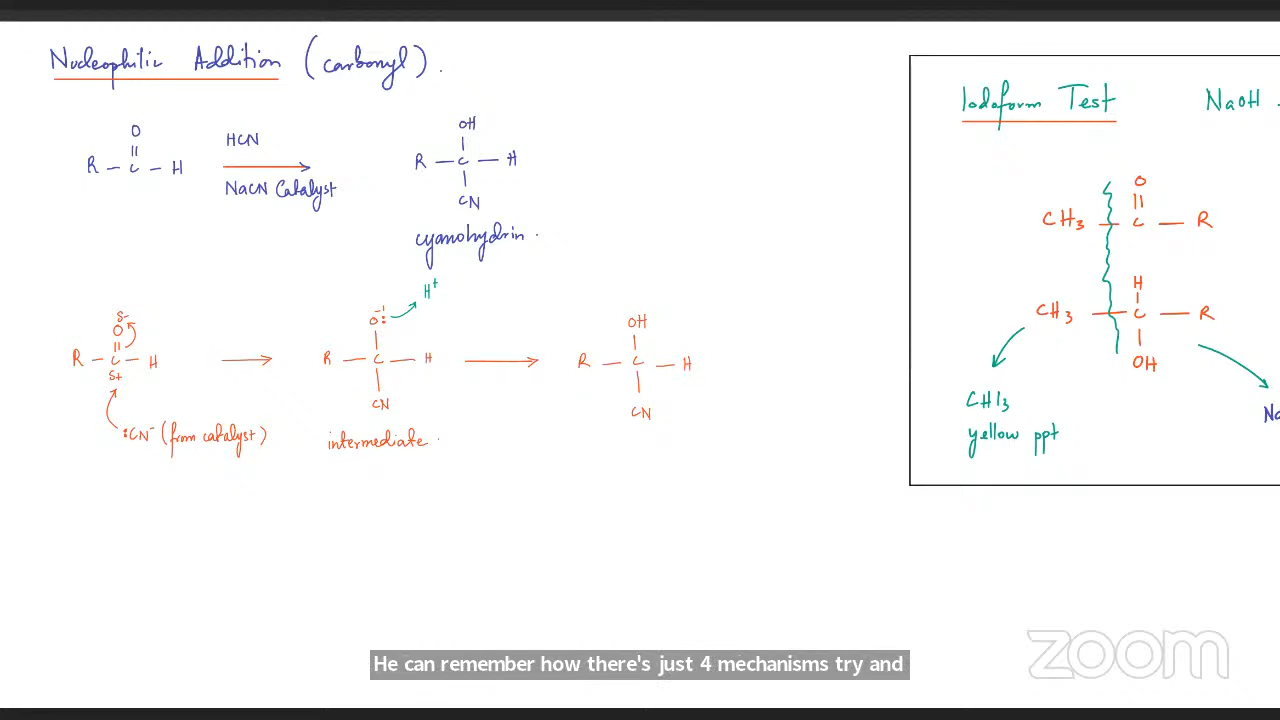 Nucleophilic Addition (carbonyl).
O
R - C - H
HCN
NaCN Catalyst
OH
R - C - H
CN
cyanohydrin.
δ-
O
R - C - H
δ+
:CN⁻ (from catalyst)
H⁺
O:
R - C - H
CN
intermediate.
OH
R - C - H
CN
Iodoform Test NaOH
O
CH₃ - C - R
H
CH₃ - C - R
OH
CHI₃
yellow ppt
Na
He can remember how there's just 4 mechanisms try and
zoom